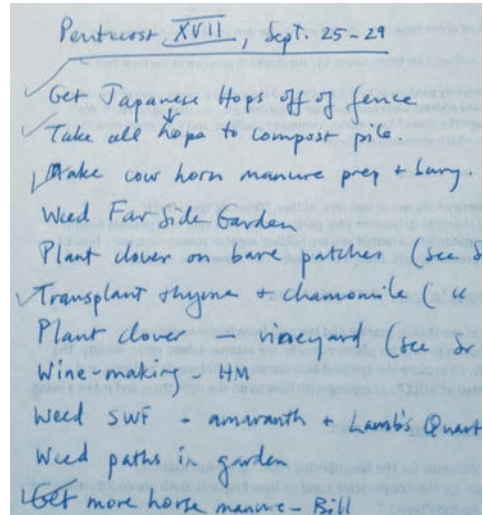 Pentecost XVII, Sept. 25-29
Get Japanese Hops off of fence
Take all hops to compost pile.
Make cow horn manure prep + bury.
Weed Far Side Garden
Plant clover on bare patches (see S
Transplant thyme + chamomile ( "
Plant clover - vineyard (see Sr
Wine-making - HM
Weed SWF - amaranth + Lamb's Quart
Weed paths in garden
Get more horse manure - Bill